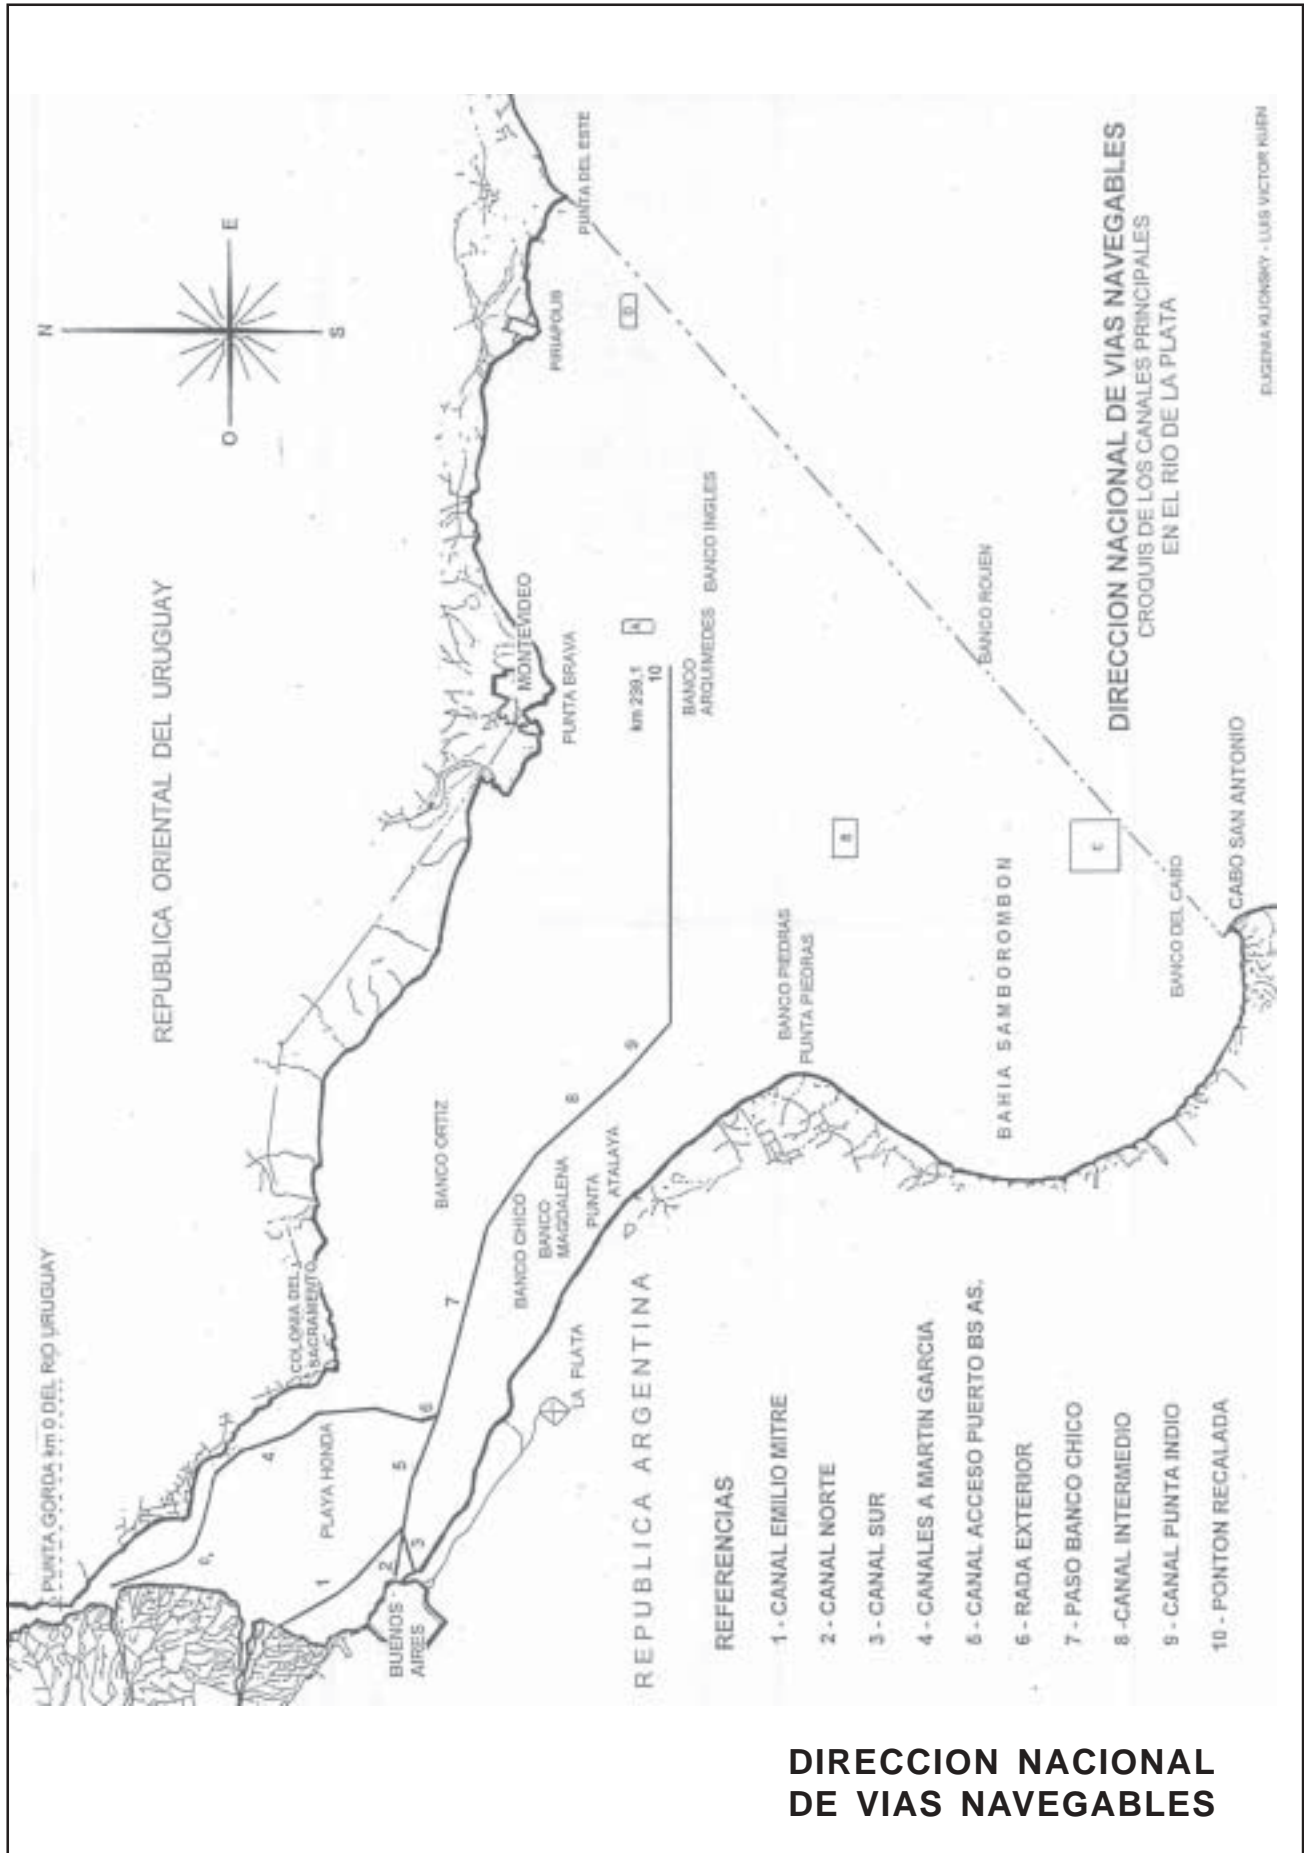 N
O
E
S
REPUBLICA ORIENTAL DEL URUGUAY
PUNTA GORDA km 0 DEL RIO URUGUAY
COLONIA DEL
SACRAMENTO
MONTEVIDEO
PUNTA BRAVA
PIRIAPOLIS
PUNTA DEL ESTE
PLAYA HONDA
BANCO ORTIZ
1
2
3
4
5
6
6
7
8
9
km 239,1
10
A
B
C
D
BUENOS
AIRES
LA PLATA
BANCO CHICO
BANCO
MAGDALENA
PUNTA
ATALAYA
BANCO
ARQUIMEDES
BANCO INGLES
BANCO PIEDRAS
PUNTA PIEDRAS
BANCO ROUEN
BAHIA SAMBOROMBON
BANCO DEL CABO
CABO SAN ANTONIO
REPUBLICA ARGENTINA
REFERENCIAS
1 - CANAL EMILIO MITRE
2 - CANAL NORTE
3 - CANAL SUR
4 - CANALES A MARTIN GARCIA
5 - CANAL ACCESO PUERTO BS AS.
6 - RADA EXTERIOR
7 - PASO BANCO CHICO
8 -CANAL INTERMEDIO
9 - CANAL PUNTA INDIO
10 - PONTON RECALADA
DIRECCION NACIONAL DE VIAS NAVEGABLES
CROQUIS DE LOS CANALES PRINCIPALES
EN EL RIO DE LA PLATA
EUGENIA KLIONSKY - LUIS VICTOR KUEN
DIRECCION NACIONAL
DE VIAS NAVEGABLES